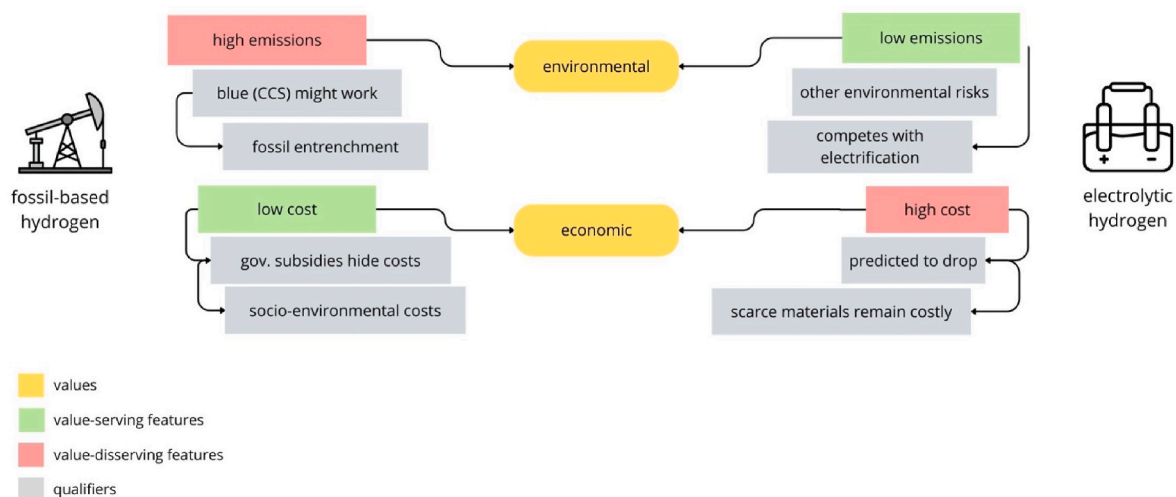 high emissions
environmental
low emissions
blue (CCS) might work
other environmental risks
fossil entrenchment
competes with
electrification
+ -
fossil-based
hydrogen
electrolytic
hydrogen
low cost
economic
high cost
gov. subsidies hide costs
predicted to drop
socio-environmental costs
scarce materials remain costly
values
value-serving features
value-disserving features
qualifiers